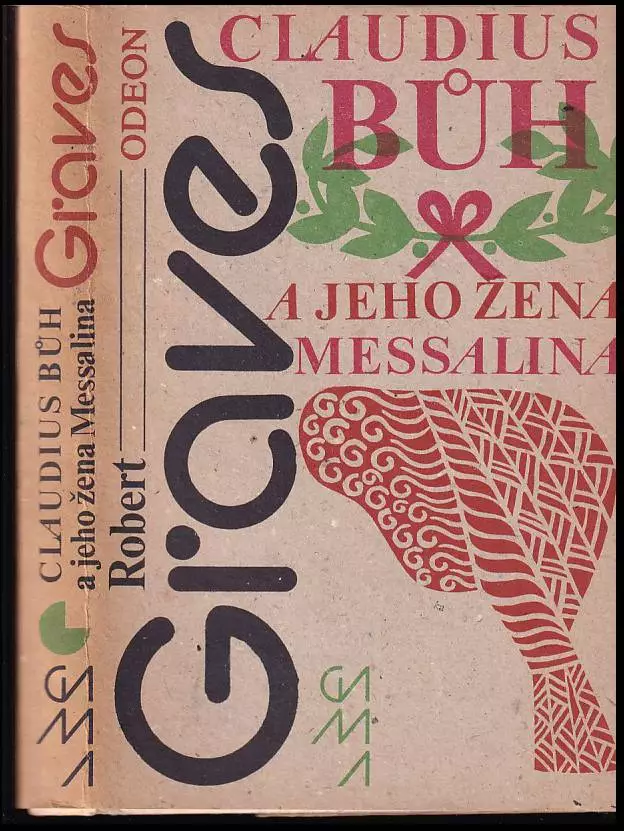 CLAUDIUS
BŮH
A JEHO ŽENA
MESSALINA
Robert
Graves
ODEON
Graves
CLAUDIUS BŮH
a jeho žena Messalina